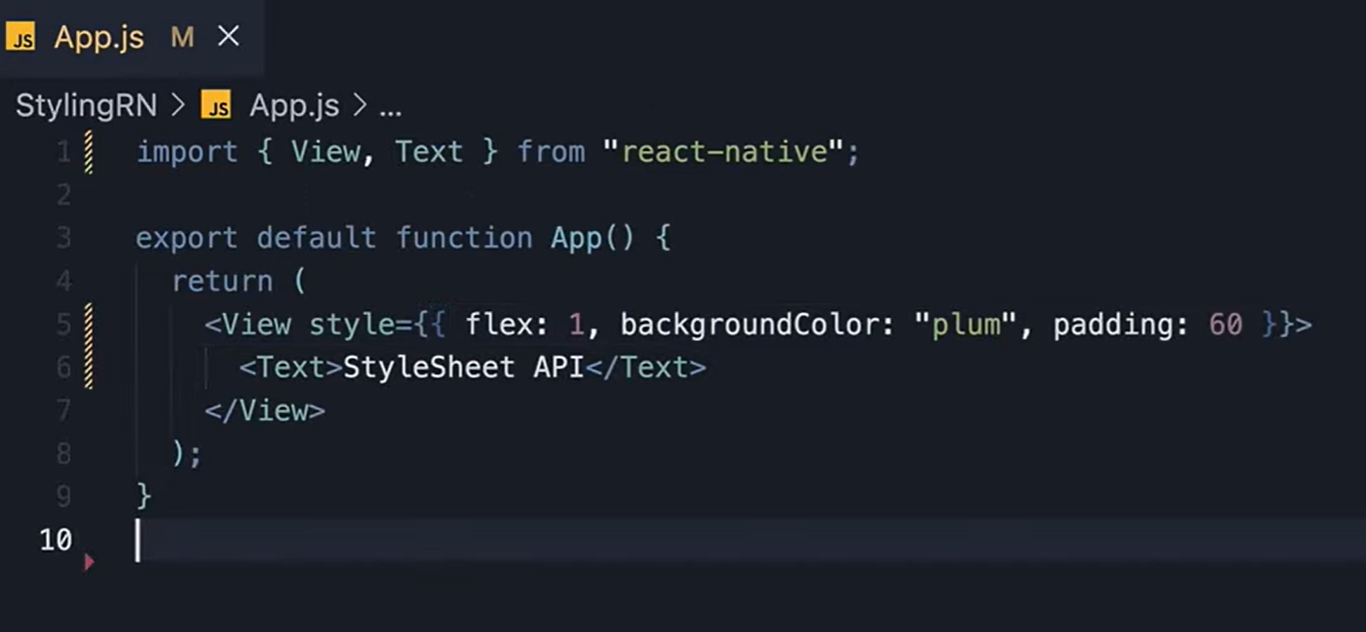 JS App.js M ×
StylingRN > JS App.js > ...
1 import { View, Text } from "react-native";
2
3 export default function App() {
4 return (
5 <View style={{ flex: 1, backgroundColor: "plum", padding: 60 }}>
6 <Text>StyleSheet API</Text>
7 </View>
8 );
9 }
10